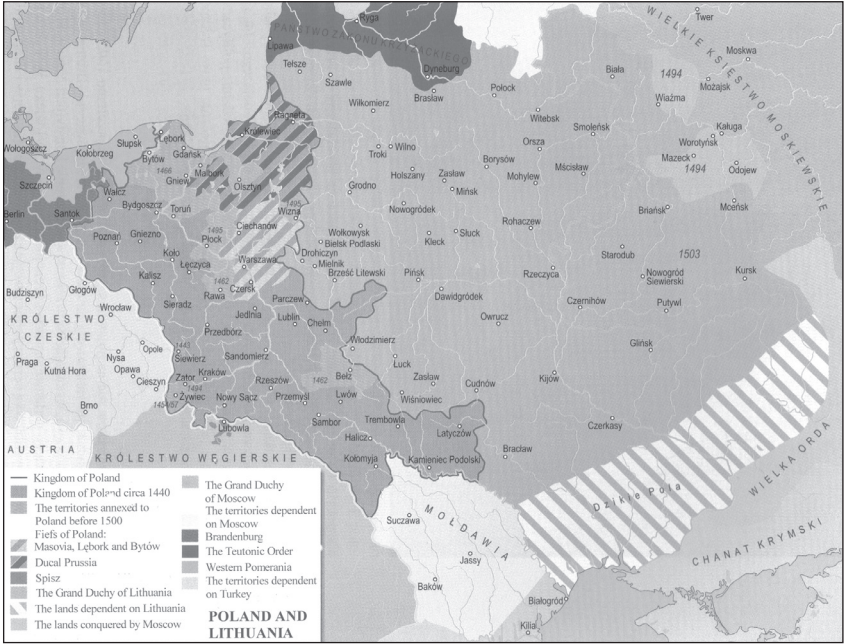 Ryga
Twer
WIELKIE KSIĘSTWO MOSKIEWSKIE
PAŃSTWO ZAKONU KRZYŻACKIEGO
Lipawa
Moskwa
Telsze
Szawle
Dyneburg
Biała
1494
Możajsk
Brasław
Połock
Wiaźma
Wiłkomierz
Witebsk
Ragneta
Smoleńsk
Kaługa
Królewiec
Worotyńsk
Wołogoszcz
Kołobrzeg
Słupsk
Lębork
Bytów
Gdańsk
Troki
Wilno
Orsza
Mazeck
1494
Odojew
1466
Gniew
Malbork
Holszany
Zasław
Borysów
Mścisław
Szczecin
Olsztyn
Grodno
Mińsk
Mohylew
Wałcz
Bydgoszcz
Toruń
1495
Wizna
Nowogródek
Briańsk
Mceńsk
Berlin
Santok
Ciechanów
Rohaczew
Poznań
Gniezno
1495
Płock
Wołkowysk
Kleck
Słuck
Bielsk Podlaski
Starodub
1503
Koło
Łęczyca
Warszawa
Drohiczyn
Mielnik
Brześć Litewski
Pińsk
Rzeczyca
Nowogród
Siewierski
Kursk
Budziszyn
Głogów
Kalisz
1462
Rawa
Czersk
Dawidgródek
Wrocław
Sieradz
Parczew
Czernihów
Putywl
KRÓLESTWO
CZESKIE
Jedlnia
Lublin
Chełm
Owrucz
Przedbórz
Włodzimierz
Glińsk
Praga
Kutná Hora
Nysa
Opole
1443
Siewierz
Sandomierz
Łuck
Opawa
Cieszyn
Zator
Kraków
Rzeszów
1462
Bełz
Zasław
Cudnów
Kijów
1494
Żywiec
1454/57
Nowy Sącz
Przemyśl
Lwów
Wiśniowiec
Brno
Lubowla
Sambor
Trembowla
Czerkasy
Halicz
Latyczów
AUSTRIA
KRÓLESTWO WĘGIERSKIE
Kołomyja
Kamieniec Podolski
Bracław
WIELKA ORDA
Dzikie Pola
Suczawa
MOŁDAWIA
CHANAT KRYMSKI
Jassy
Baków
Białogród
Kilia
Kingdom of Poland
Kingdom of Poland circa 1440
The territories annexed to
Poland before 1500
Fiefs of Poland:
Masovia, Lębork and Bytów
Ducal Prussia
Spisz
The Grand Duchy of Lithuania
The lands dependent on Lithuania
The lands conquered by Moscow
The Grand Duchy
of Moscow
The territories dependent
on Moscow
Brandenburg
The Teutonic Order
Western Pomerania
The territories dependent
on Turkey
POLAND AND
LITHUANIA